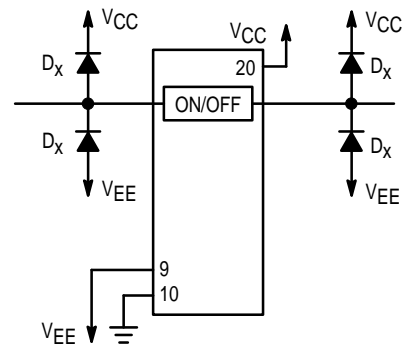 VCC VCC VCC
20
DX DX
ON/OFF
DX DX
VEE VEE
9
10
VEE